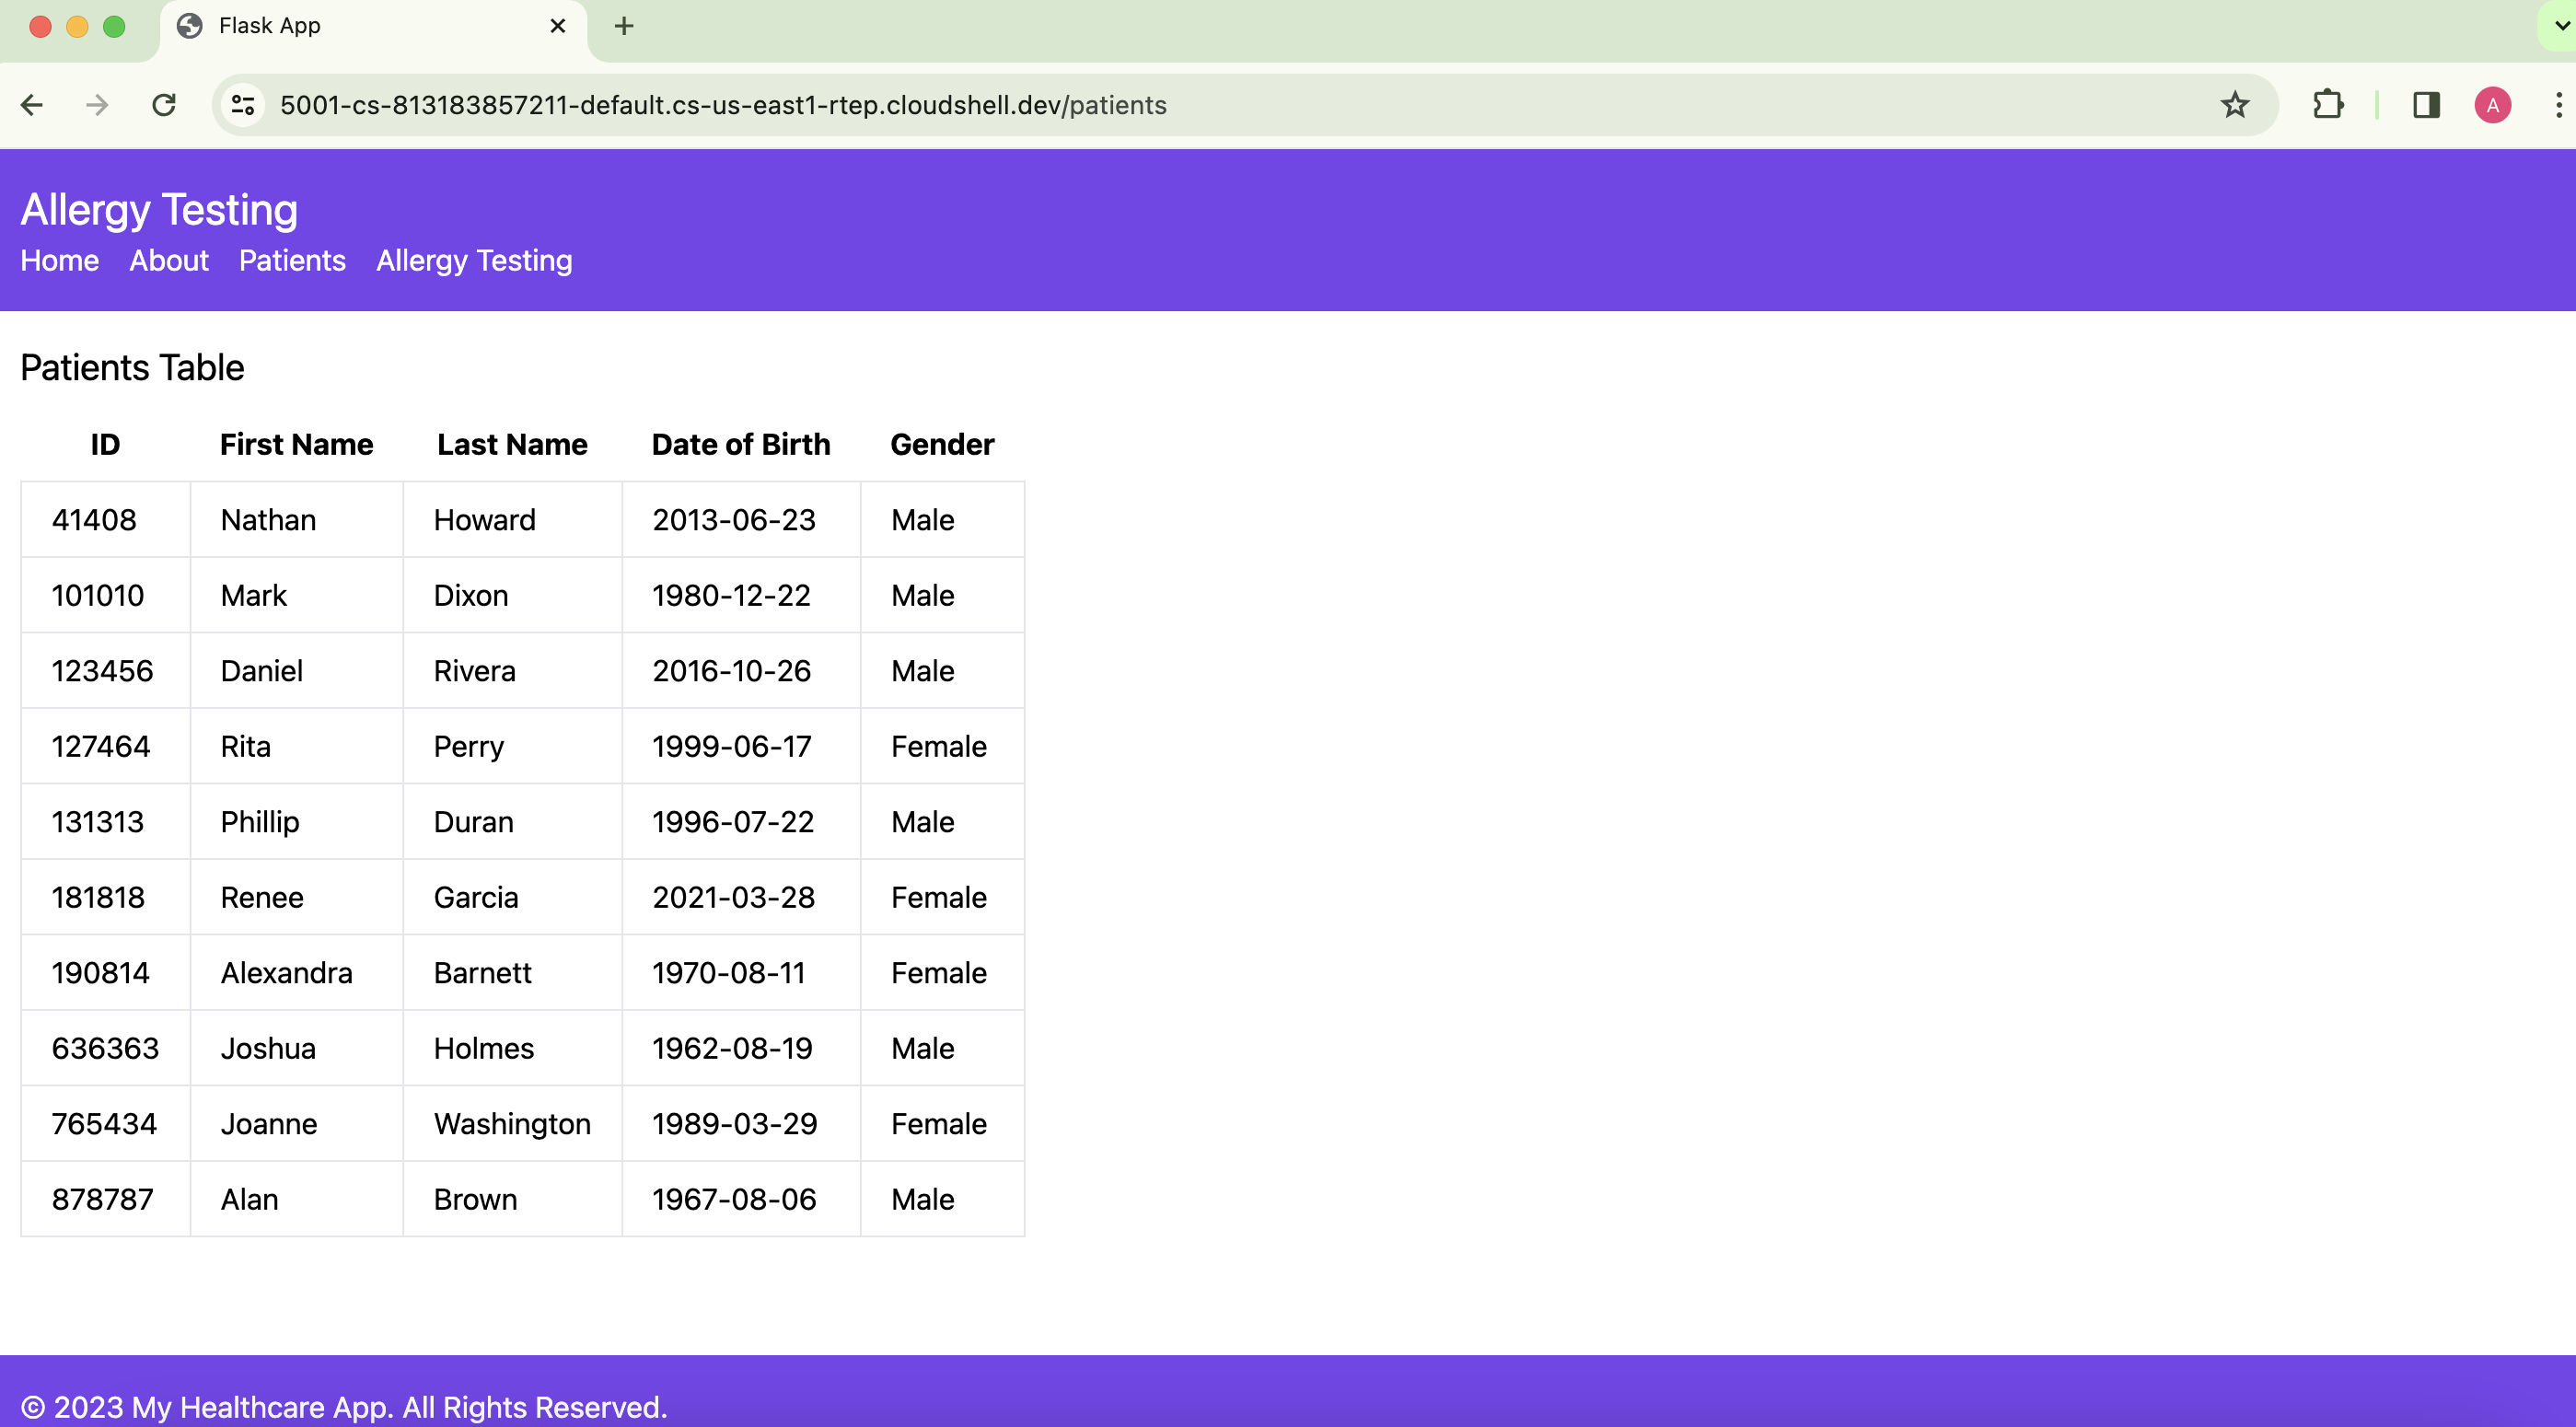 Flask App
5001-cs-813183857211-default.cs-us-east1-rtep.cloudshell.dev/patients
A
Allergy Testing
Home About Patients Allergy Testing
Patients Table
ID First Name Last Name Date of Birth Gender
41408 Nathan Howard 2013-06-23 Male
101010 Mark Dixon 1980-12-22 Male
123456 Daniel Rivera 2016-10-26 Male
127464 Rita Perry 1999-06-17 Female
131313 Phillip Duran 1996-07-22 Male
181818 Renee Garcia 2021-03-28 Female
190814 Alexandra Barnett 1970-08-11 Female
636363 Joshua Holmes 1962-08-19 Male
765434 Joanne Washington 1989-03-29 Female
878787 Alan Brown 1967-08-06 Male
© 2023 My Healthcare App. All Rights Reserved.